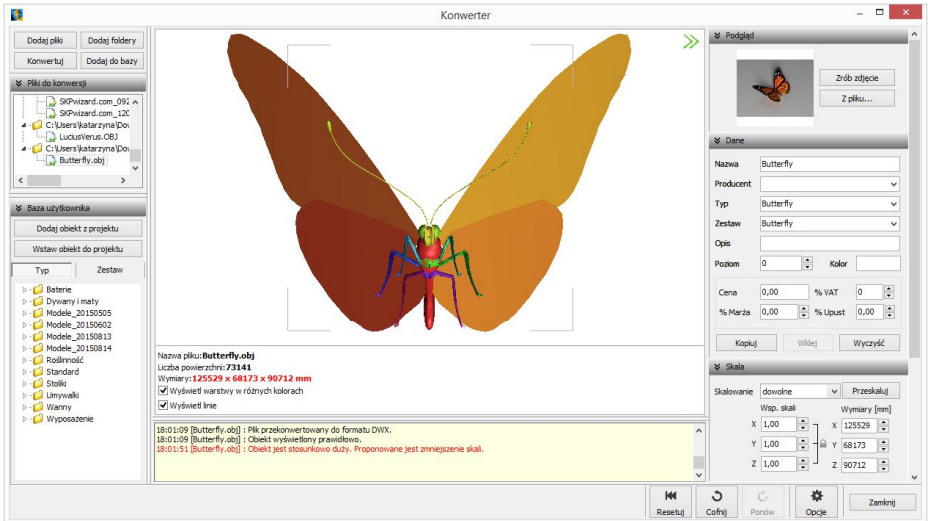 Konwerter
Dodaj pliki Dodaj foldery
Konwertuj Dodaj do bazy
Pliki do konwersji
SKPwizard.com_092
SKPwizard.com_120
C:\Users\katarzyna\Dov
LuciusVerus.OBJ
C:\Users\katarzyna\Dov
Butterfly.obj
Baza użytkownika
Dodaj obiekt z projektu
Wstaw obiekt do projektu
Typ Zestaw
Baterie
Dywany i maty
Modele_20150505
Modele_20150602
Modele_20150813
Modele_20150814
Roślinność
Standard
Stoliki
Umywalki
Wanny
Wyposażenie
Nazwa pliku:Butterfly.obj
Liczba powierzchni:73141
Wymiary:125529 x 68173 x 90712 mm
Wyświetl warstwy w różnych kolorach
Wyświetl linie
18:01:09 [Butterfly.obj] : Plik przekonwertowany do formatu DWX.
18:01:09 [Butterfly.obj] : Obiekt wyświetlony prawidłowo.
18:01:51 [Butterfly.obj] : Obiekt jest stosunkowo duży. Proponowane jest zmniejszenie skali.
Podgląd
Zrób zdjęcie
Z pliku...
Dane
Nazwa Butterfly
Producent
Typ Butterfly
Zestaw Butterfly
Opis
Poziom 0 Kolor
Cena 0,00 % VAT 0
% Marża 0,00 % Upust 0,00
Kopiuj Wklej Wyczyść
Skala
Skalowanie dowolne Przeskaluj
Wsp. skali Wymiary [mm]
X 1,00 X 125529
Y 1,00 Y 68173
Z 1,00 Z 90712
Resetuj Cofnij Ponów Opcje Zamknij